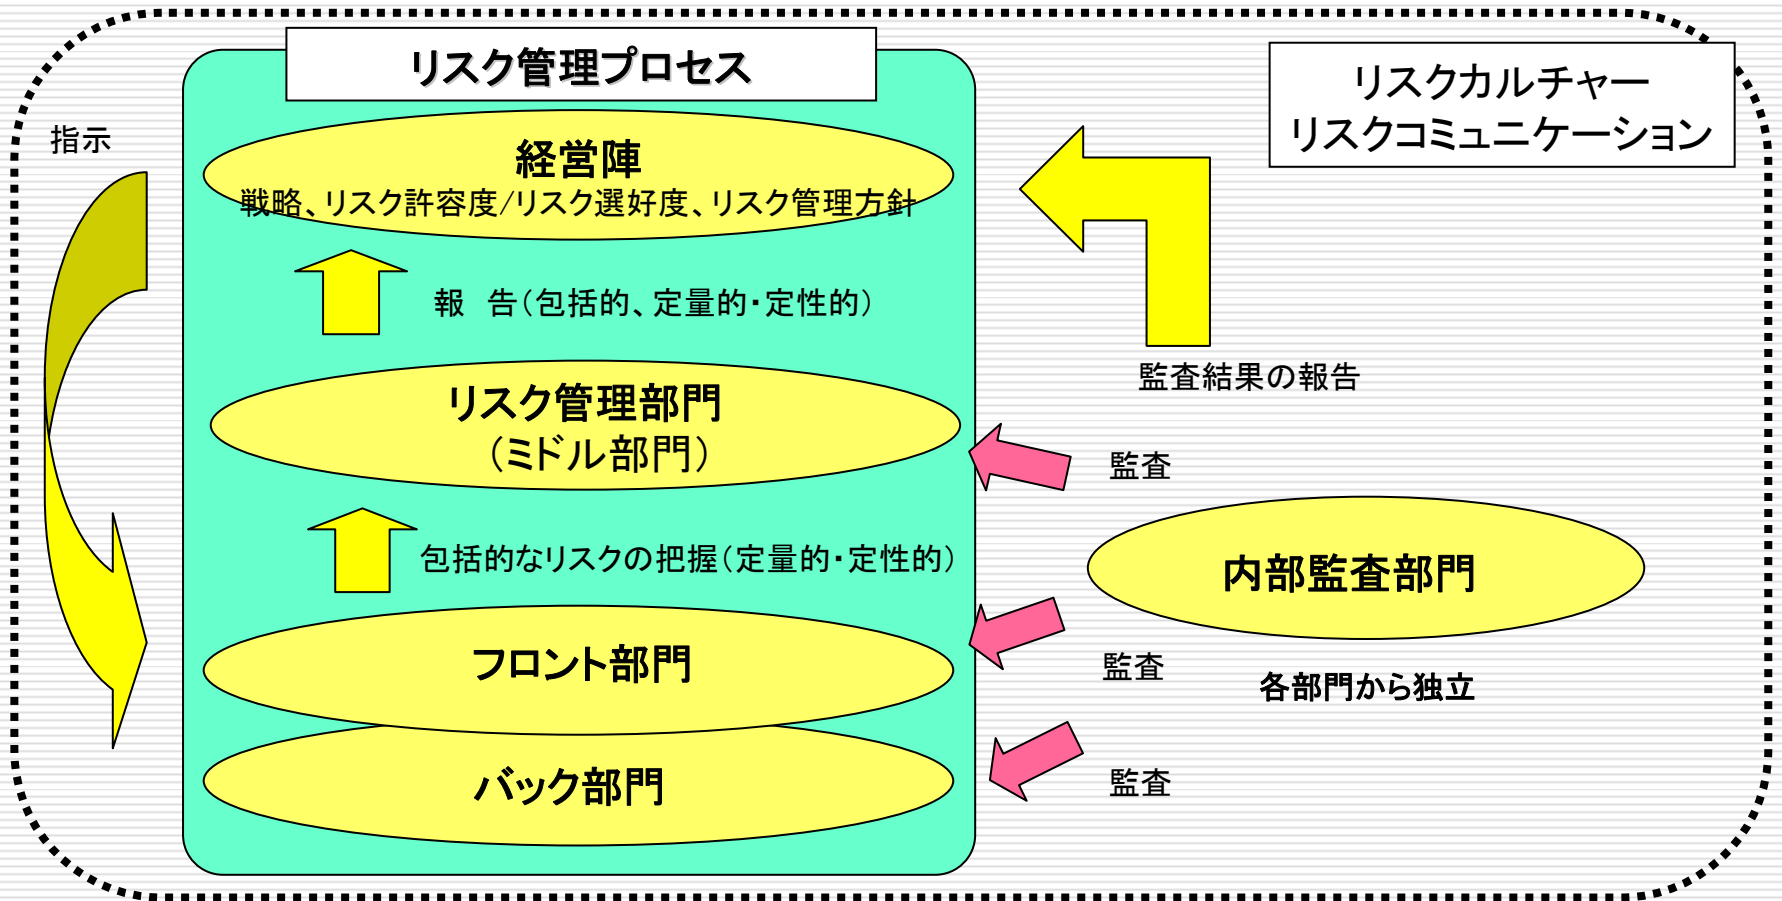 リスク管理プロセス
リスクカルチャー
リスクコミュニケーション
指示
経営陣
戦略、リスク許容度/リスク選好度、リスク管理方針
報　告(包括的、定量的・定性的)
監査結果の報告
リスク管理部門
(ミドル部門)
監査
包括的なリスクの把握(定量的・定性的)
内部監査部門
フロント部門
監査
各部門から独立
バック部門
監査